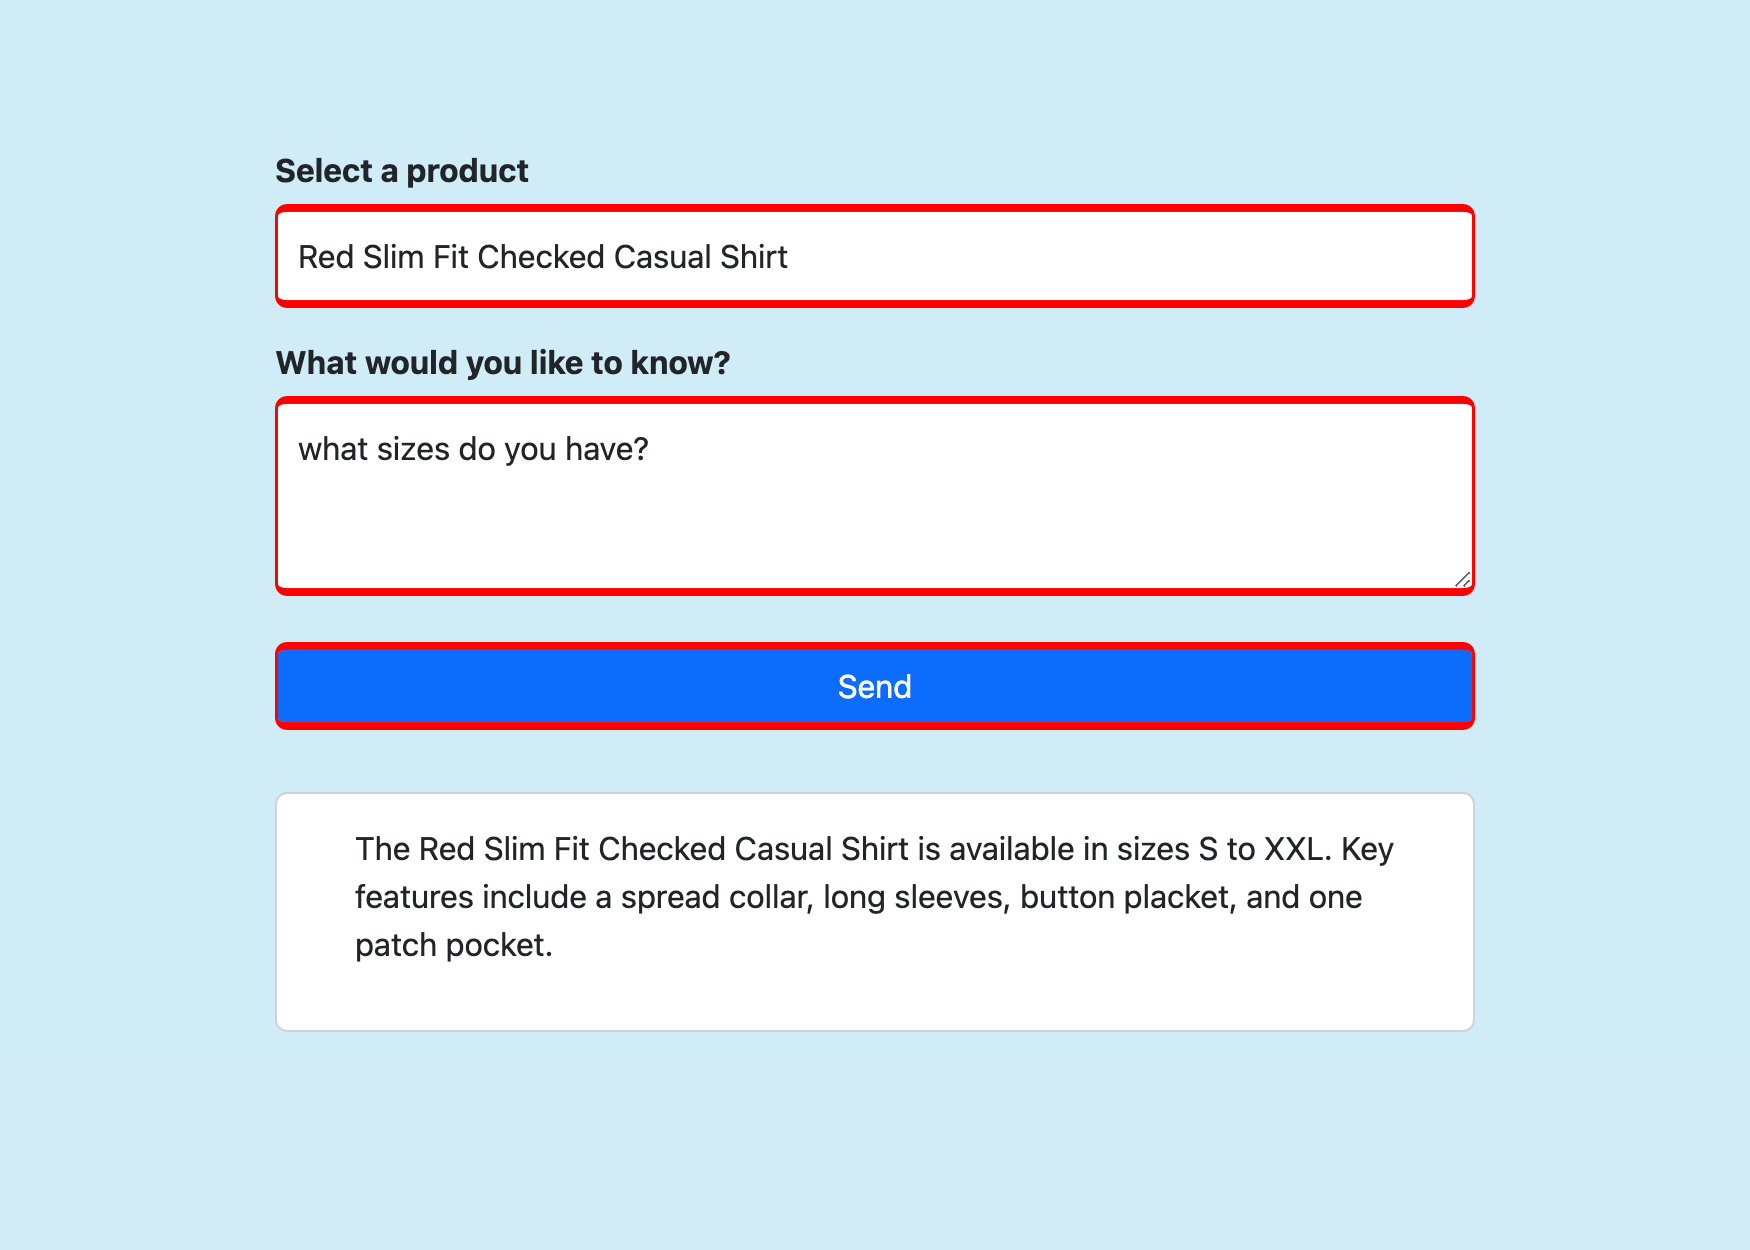 Select a product
Red Slim Fit Checked Casual Shirt
What would you like to know?
what sizes do you have?
Send
The Red Slim Fit Checked Casual Shirt is available in sizes S to XXL. Key
features include a spread collar, long sleeves, button placket, and one
patch pocket.